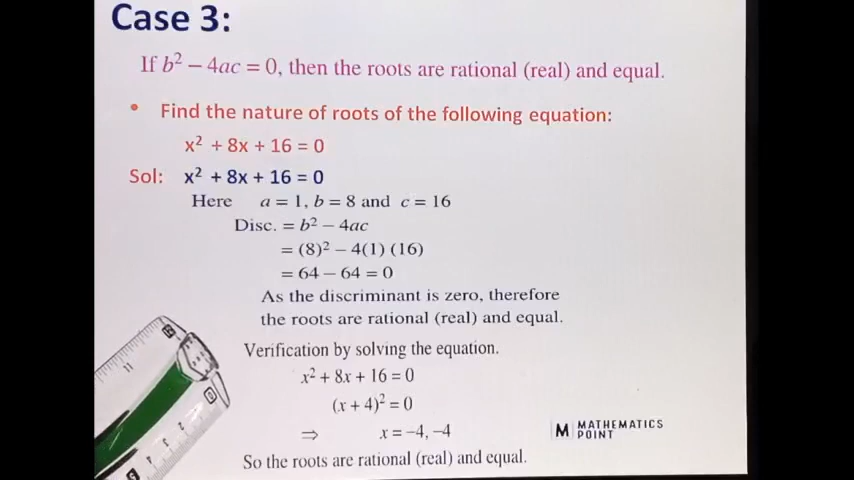 Case 3:
If b² – 4ac = 0, then the roots are rational (real) and equal.
• Find the nature of roots of the following equation:
x² + 8x + 16 = 0
Sol: x² + 8x + 16 = 0
Here a = 1, b = 8 and c = 16
Disc. = b² – 4ac
= (8)² – 4(1) (16)
= 64 – 64 = 0
As the discriminant is zero, therefore
the roots are rational (real) and equal.
Verification by solving the equation.
x² + 8x + 16 = 0
(x + 4)² = 0
⇒ x = –4, –4
So the roots are rational (real) and equal.
M MATHEMATICS
POINT